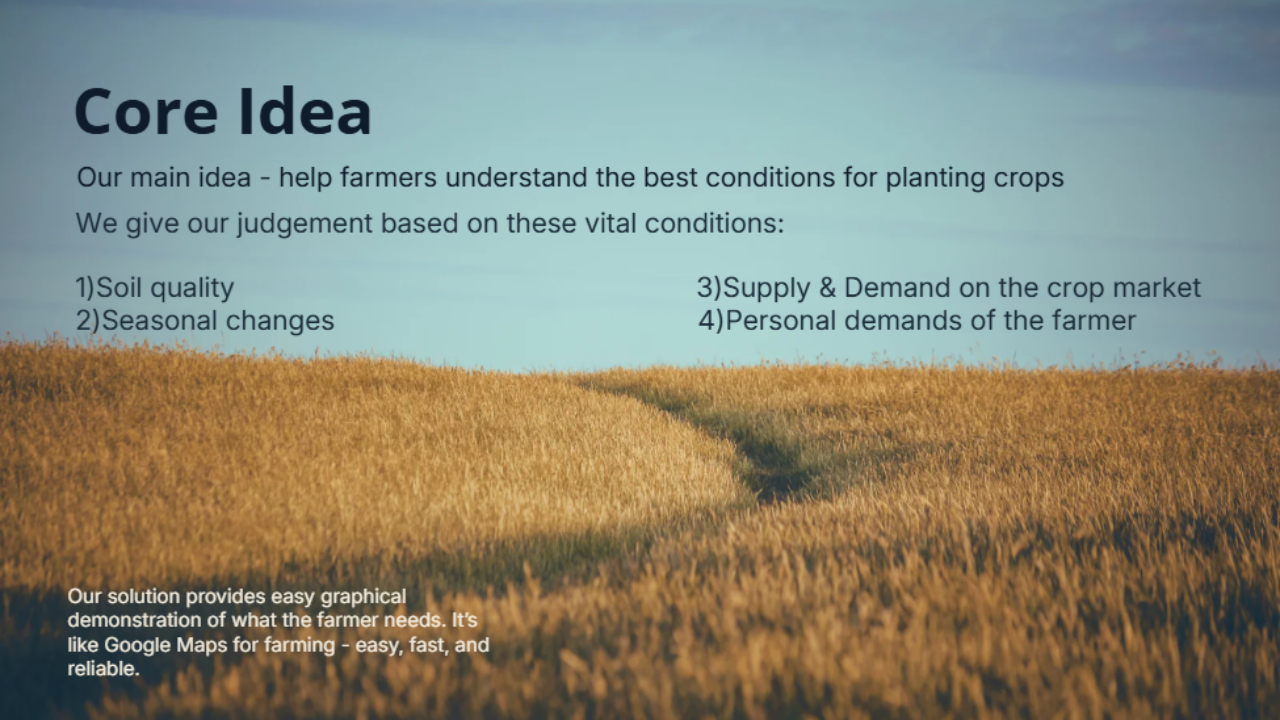 Core Idea
Our main idea - help farmers understand the best conditions for planting crops
We give our judgement based on these vital conditions:
1)Soil quality
2)Seasonal changes
3)Supply & Demand on the crop market
4)Personal demands of the farmer
Our solution provides easy graphical
demonstration of what the farmer needs. It’s
like Google Maps for farming - easy, fast, and
reliable.